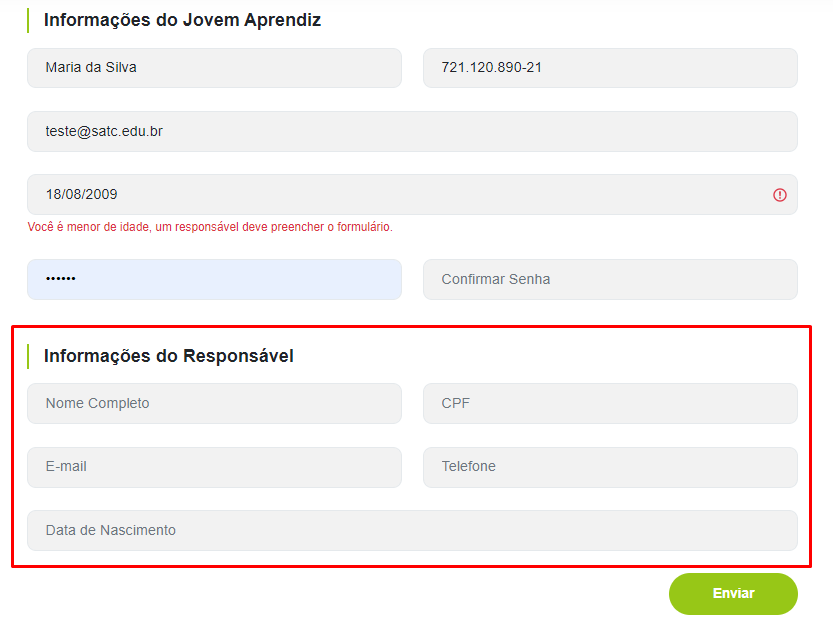 Informações do Jovem Aprendiz
Maria da Silva
721.120.890-21
teste@satc.edu.br
18/08/2009
Você é menor de idade, um responsável deve preencher o formulário.
••••••
Confirmar Senha
Informações do Responsável
Nome Completo
CPF
E-mail
Telefone
Data de Nascimento
Enviar